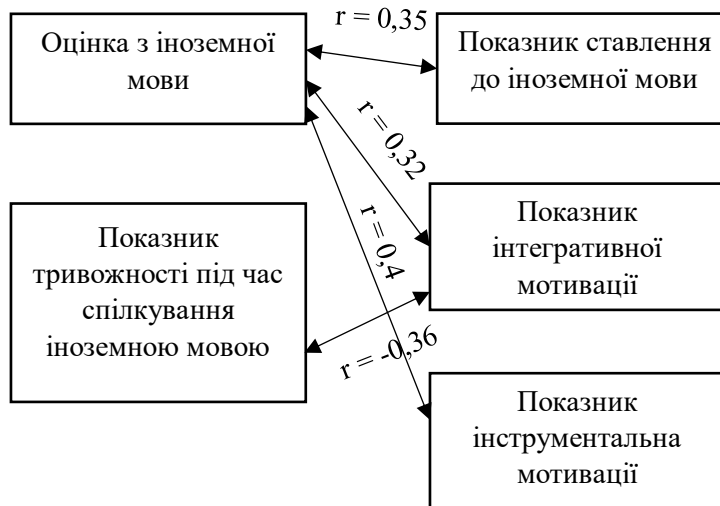 Оцінка з іноземної
мови
r = 0,35
Показник ставлення
до іноземної мови
r = 0,32
r = 0,4
Показник
тривожності під час
спілкування
іноземною мовою
r = -0,36
Показник
інтегративної
мотивації
Показник
інструментальна
мотивації